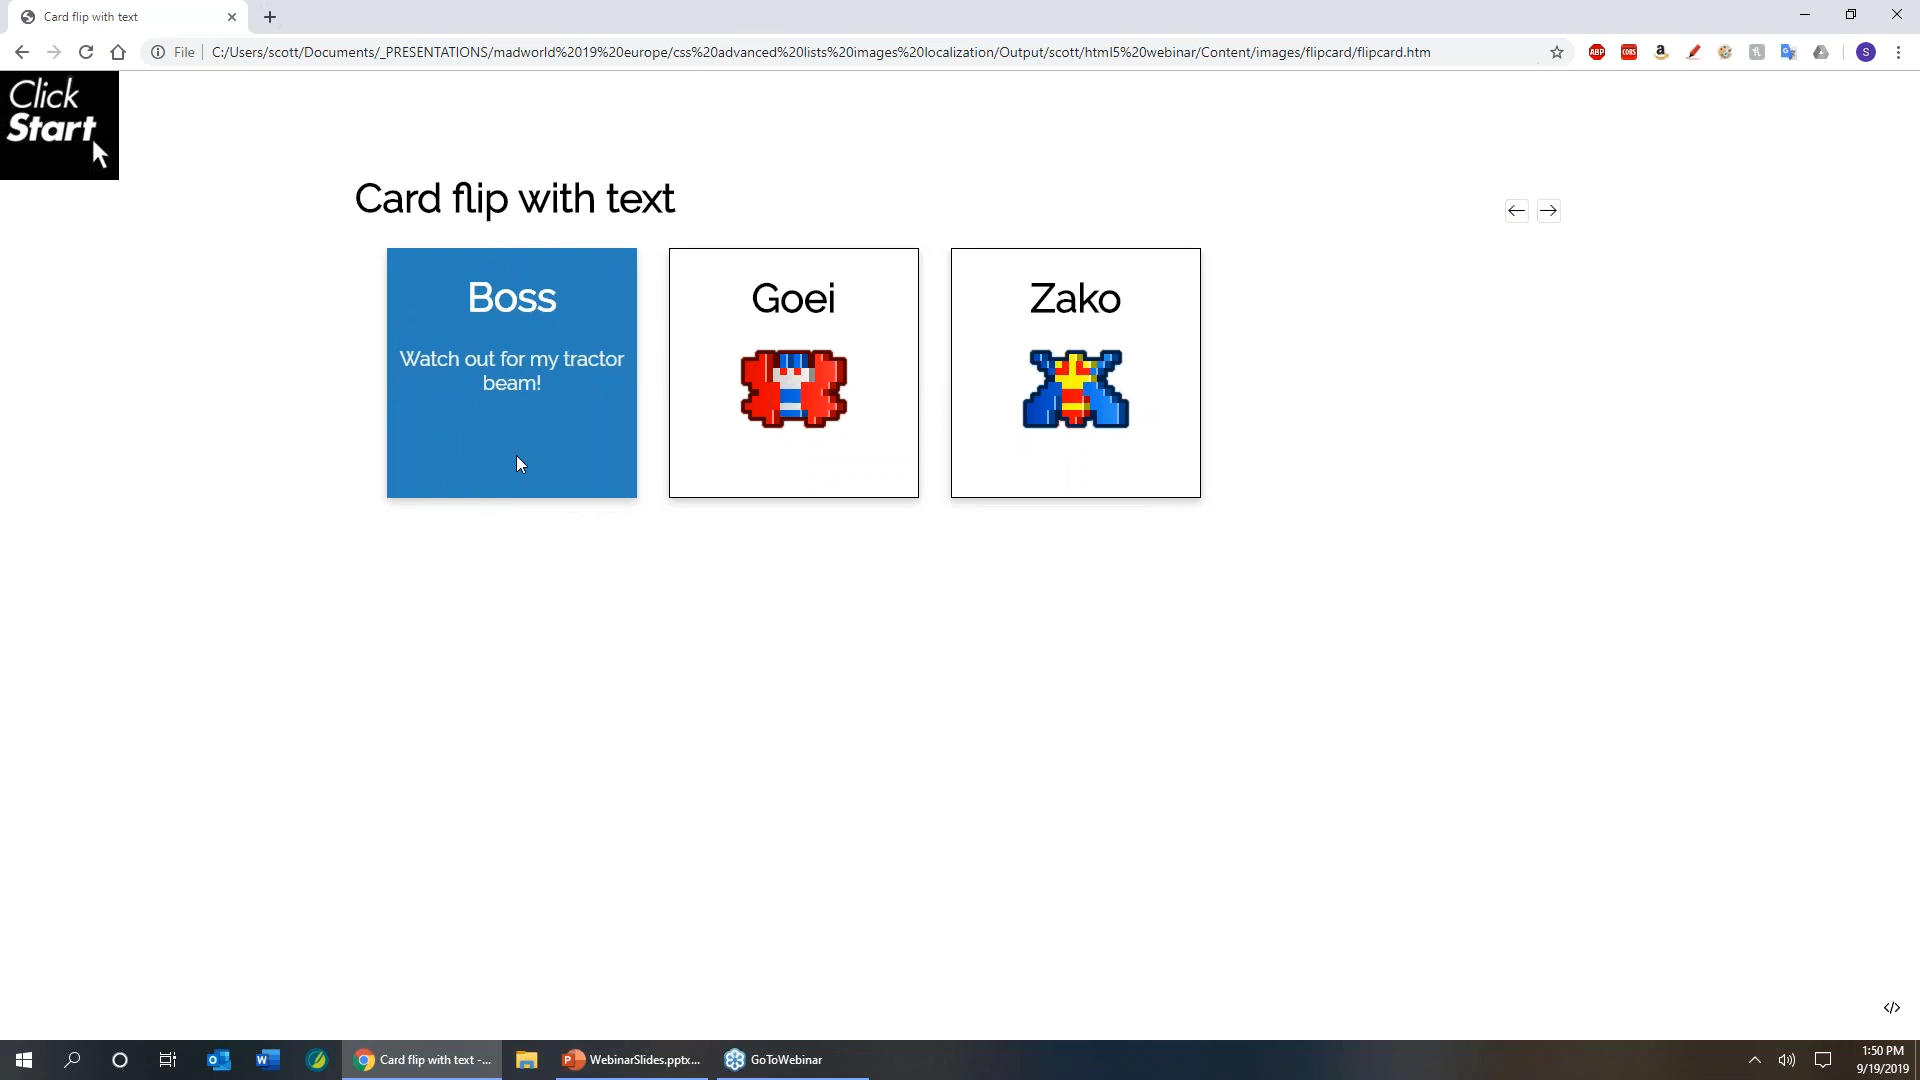 Card flip with text
File
C:/Users/scott/Documents/_PRESENTATIONS/madworld%2019%20europe/css%20advanced%20lists%20images%20localization/Output/scott/html5%20webinar/Content/images/flipcard/flipcard.htm
ABP
CORS
a
S
Click
Start
Card flip with text
Boss
Goei
Zako
Watch out for my tractor
beam!
</>
Card flip with text -...
WebinarSlides.pptx...
GoToWebinar
1:50 PM
9/19/2019